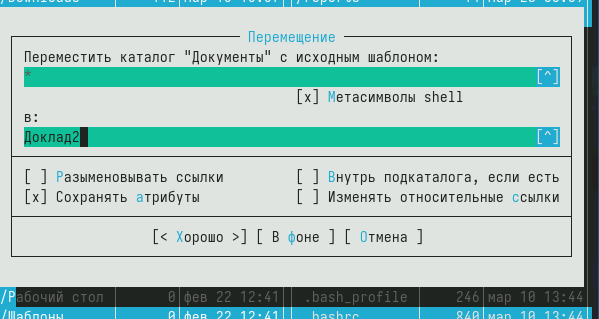 Перемещение
Переместить каталог "Документы" с исходным шаблоном:
* [^]
[x] Метасимволы shell
в:
Доклад2 [^]
[ ] Разыменовывать ссылки [ ] Внутрь подкаталога, если есть
[x] Сохранять атрибуты [ ] Изменять относительные ссылки
[< Хорошо >] [ В фоне ] [ Отмена ]
/Рабочий стол 0 фев 22 12:41 .bash_profile 246 мар 10 13:44
/Шаблоны 0 фев 22 12:41 .bashrc 840 мар 10 13:44